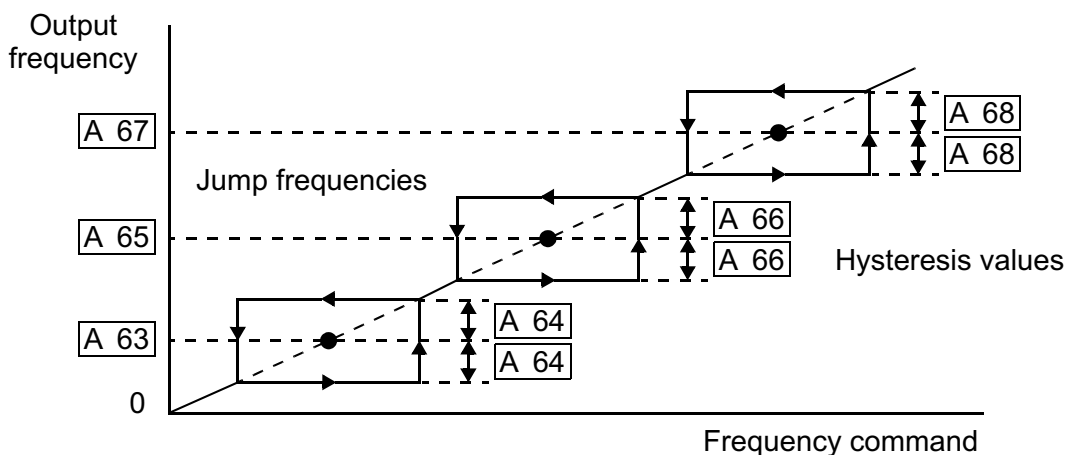 Output
frequency
A 67
A 68
A 68
Jump frequencies
A 65
A 66
A 66
Hysteresis values
A 63
A 64
A 64
0
Frequency command